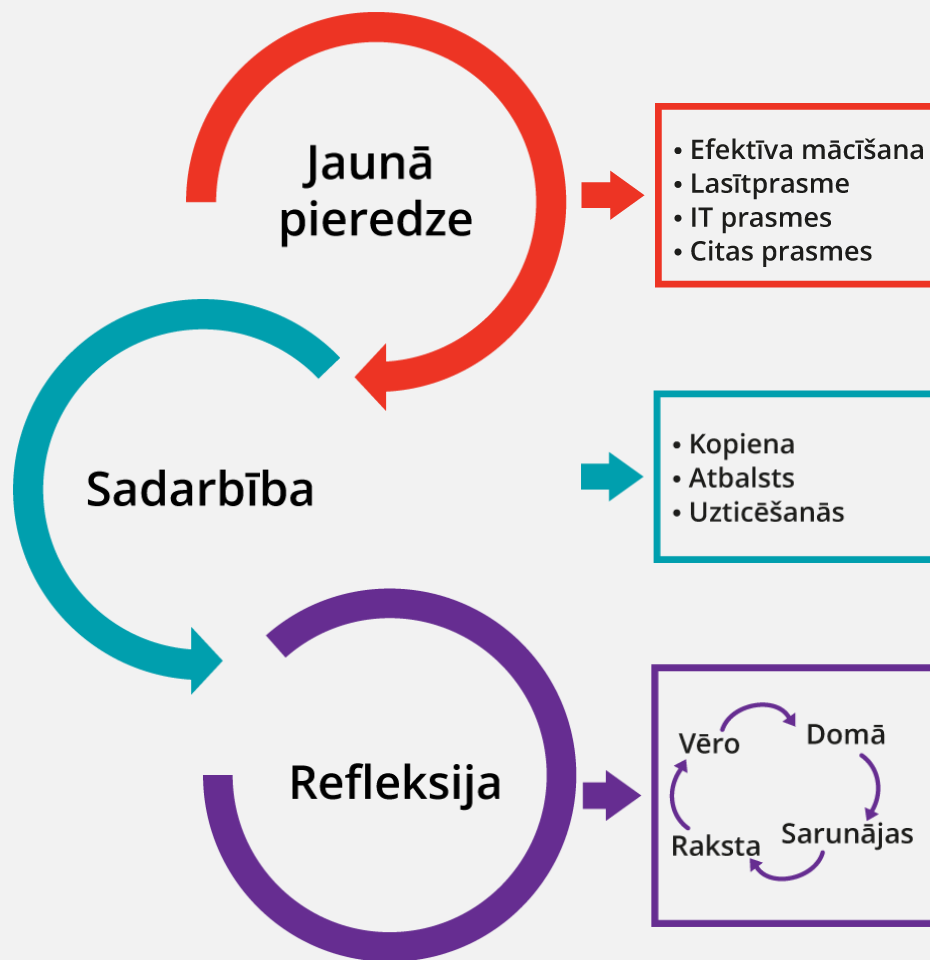 Jaunā
pieredze
• Efektīva mācīšana
• Lasītprasme
• IT prasmes
• Citas prasmes
Sadarbība
• Kopiena
• Atbalsts
• Uzticēšanās
Refleksija
Vēro
Domā
Sarunājas
Raksta